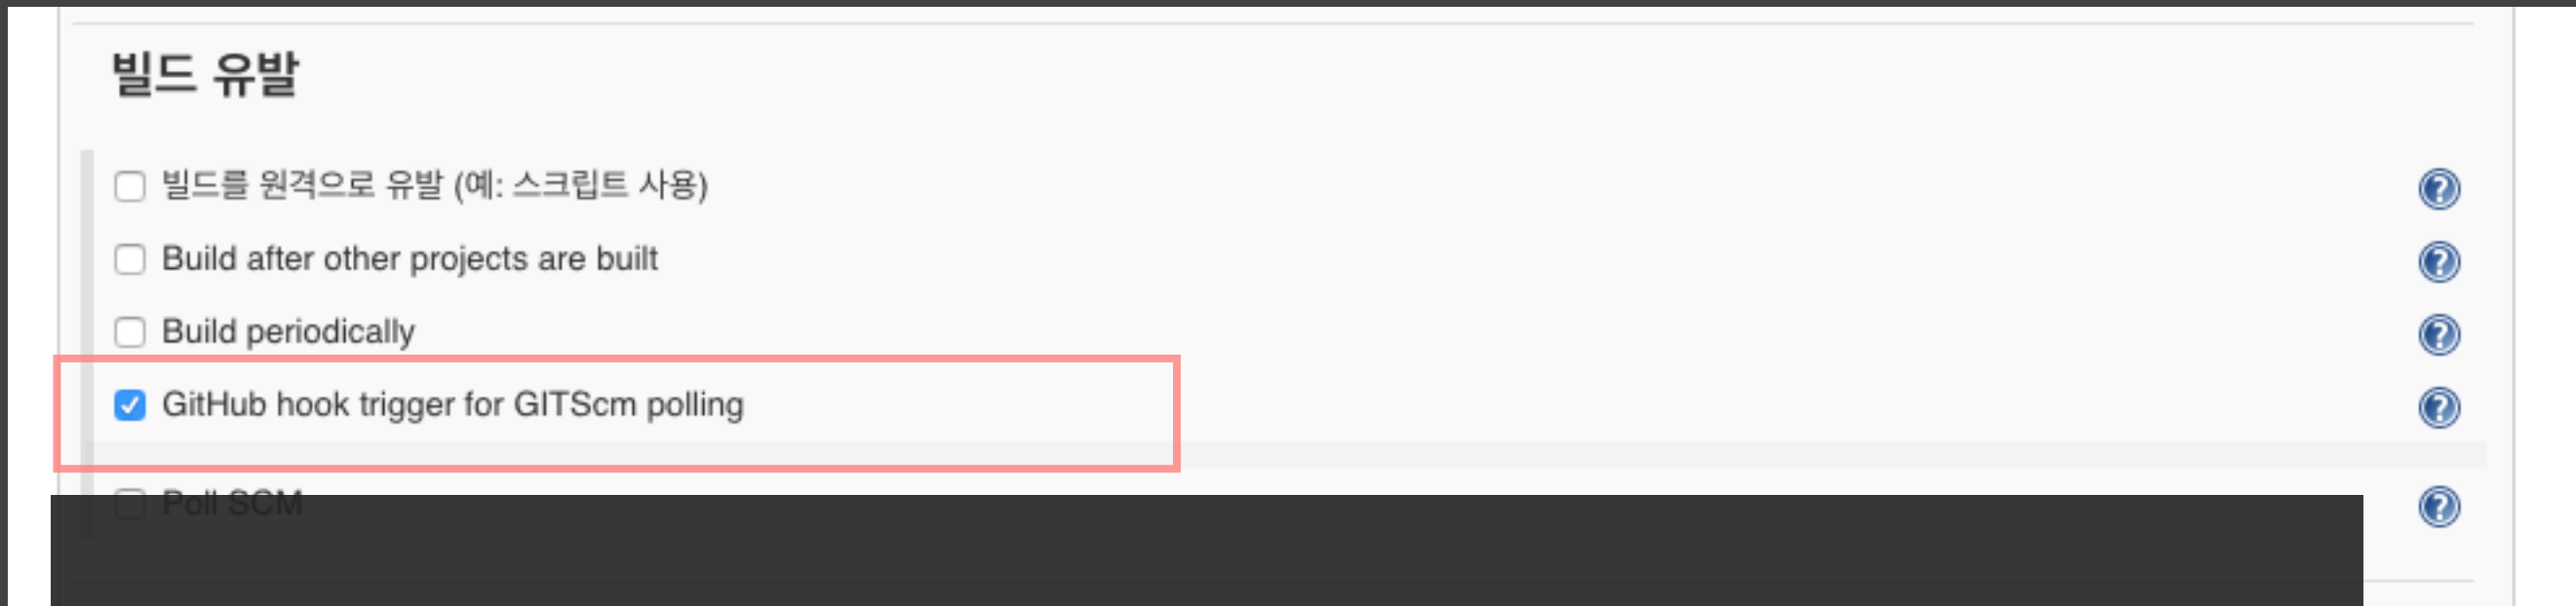 빌드 유발
빌드를 원격으로 유발 (예: 스크립트 사용)
Build after other projects are built
Build periodically
GitHub hook trigger for GITScm polling
Poll SCM